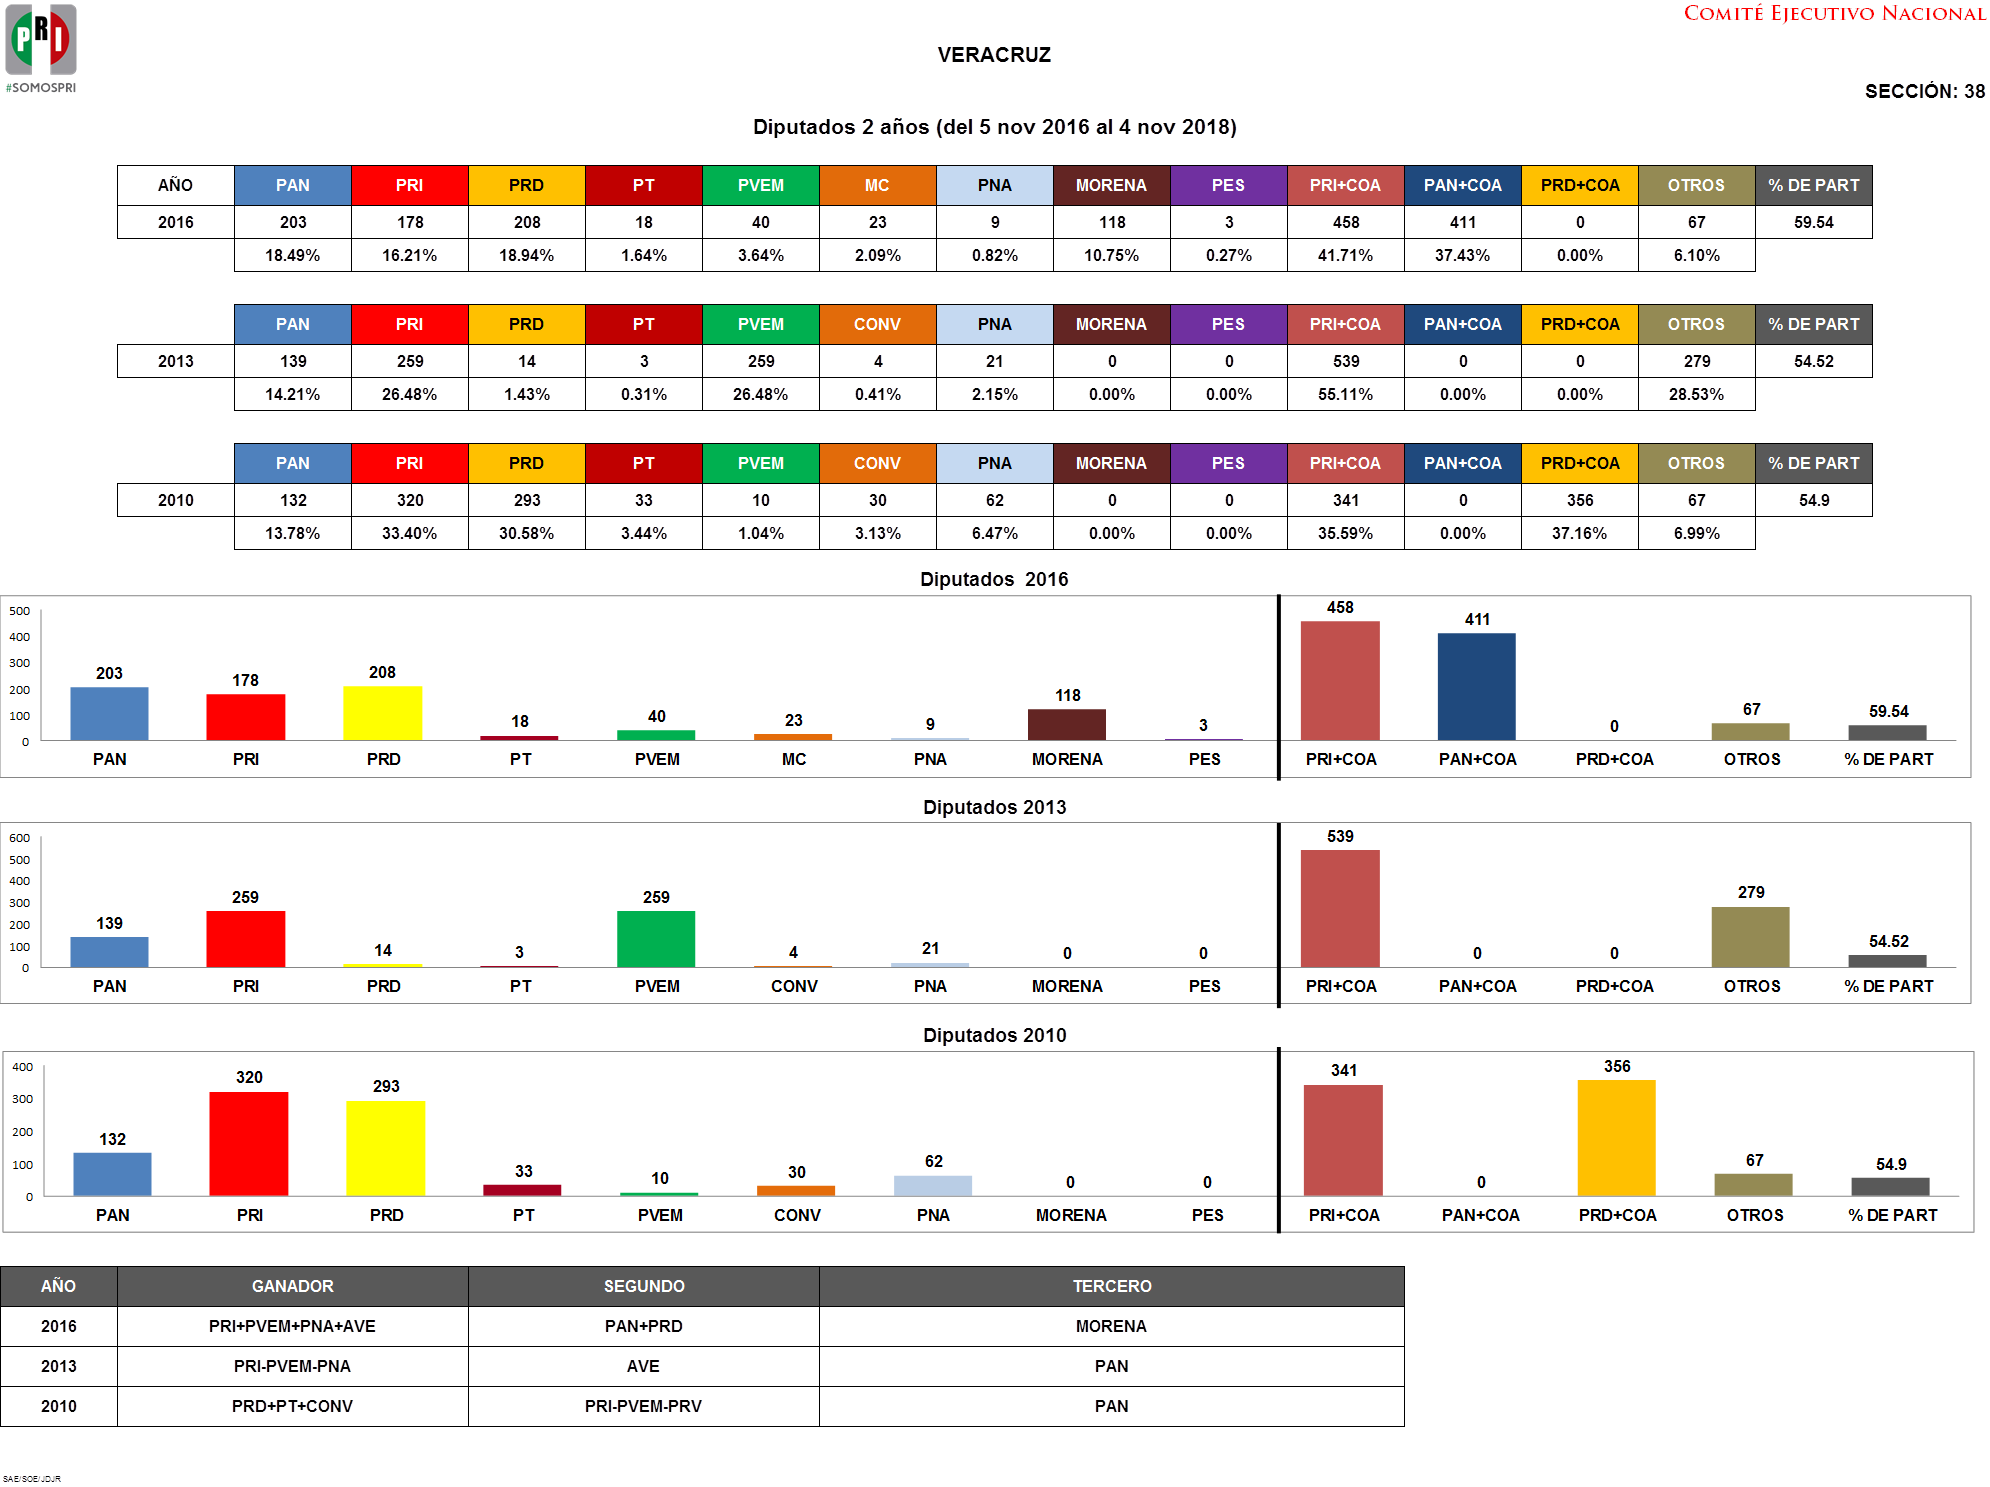 PRI
#SOMOSPRI
COMITÉ EJECUTIVO NACIONAL
VERACRUZ
SECCIÓN: 38
Diputados 2 años (del 5 nov 2016 al 4 nov 2018)
AÑO PAN PRI PRD PT PVEM MC PNA MORENA PES PRI+COA PAN+COA PRD+COA OTROS % DE PART
2016 203 178 208 18 40 23 9 118 3 458 411 0 67 59.54
18.49% 16.21% 18.94% 1.64% 3.64% 2.09% 0.82% 10.75% 0.27% 41.71% 37.43% 0.00% 6.10%
PAN PRI PRD PT PVEM CONV PNA MORENA PES PRI+COA PAN+COA PRD+COA OTROS % DE PART
2013 139 259 14 3 259 4 21 0 0 539 0 0 279 54.52
14.21% 26.48% 1.43% 0.31% 26.48% 0.41% 2.15% 0.00% 0.00% 55.11% 0.00% 0.00% 28.53%
PAN PRI PRD PT PVEM CONV PNA MORENA PES PRI+COA PAN+COA PRD+COA OTROS % DE PART
2010 132 320 293 33 10 30 62 0 0 341 0 356 67 54.9
13.78% 33.40% 30.58% 3.44% 1.04% 3.13% 6.47% 0.00% 0.00% 35.59% 0.00% 37.16% 6.99%
Diputados 2016
500
400
300
200
100
0
203 178 208 18 40 23 9 118 3 458 411 0 67 59.54
PAN PRI PRD PT PVEM MC PNA MORENA PES PRI+COA PAN+COA PRD+COA OTROS % DE PART
Diputados 2013
600
500
400
300
200
100
0
139 259 14 3 259 4 21 0 0 539 0 0 279 54.52
PAN PRI PRD PT PVEM CONV PNA MORENA PES PRI+COA PAN+COA PRD+COA OTROS % DE PART
Diputados 2010
400
300
200
100
0
132 320 293 33 10 30 62 0 0 341 0 356 67 54.9
PAN PRI PRD PT PVEM CONV PNA MORENA PES PRI+COA PAN+COA PRD+COA OTROS % DE PART
AÑO GANADOR SEGUNDO TERCERO
2016 PRI+PVEM+PNA+AVE PAN+PRD MORENA
2013 PRI-PVEM-PNA AVE PAN
2010 PRD+PT+CONV PRI-PVEM-PRV PAN
SAE/SOE/JDJR